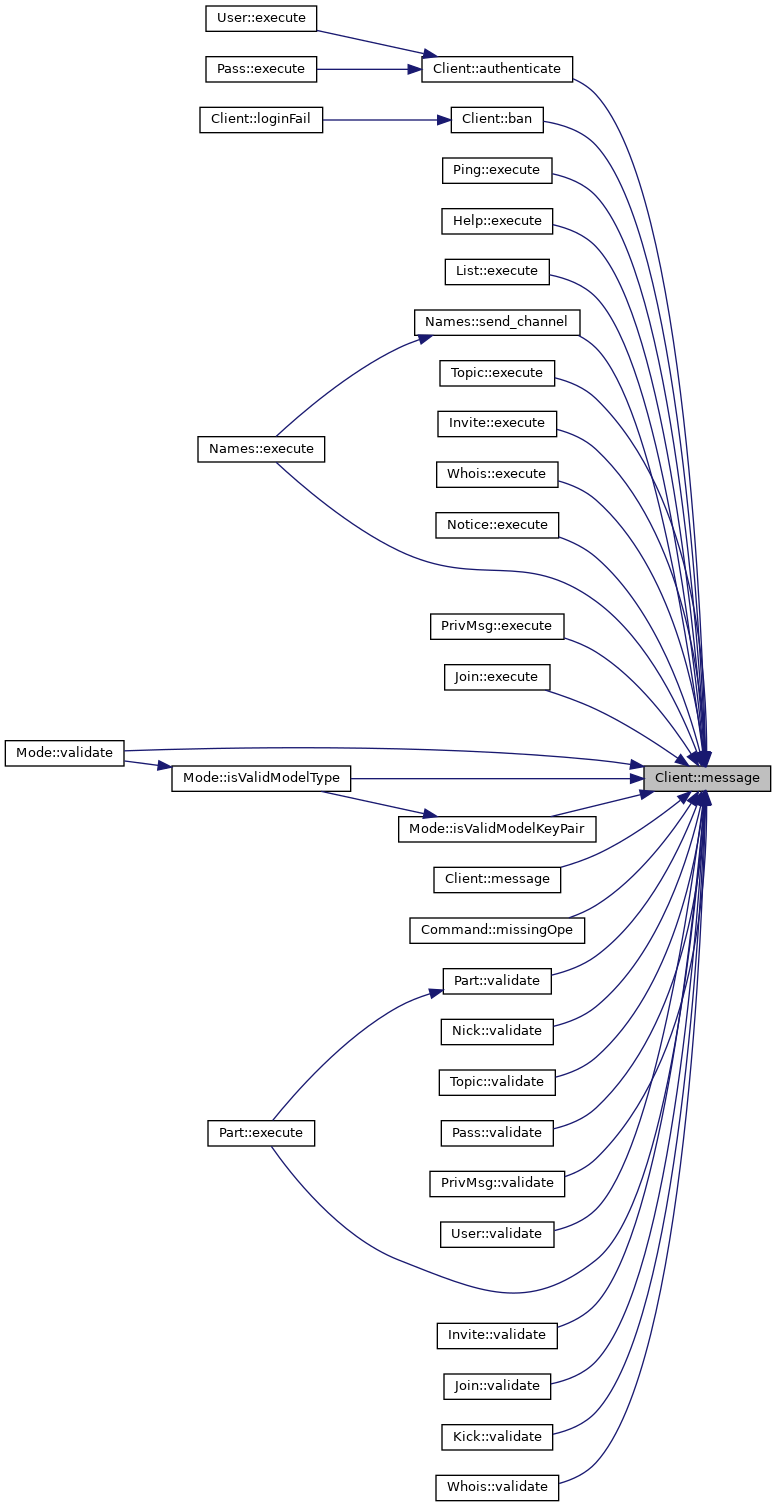 User::execute
Pass::execute
Client::authenticate
Client::loginFail
Client::ban
Ping::execute
Help::execute
List::execute
Names::send_channel
Topic::execute
Invite::execute
Names::execute
Whois::execute
Notice::execute
PrivMsg::execute
Join::execute
Mode::validate
Mode::isValidModelType
Client::message
Mode::isValidModelKeyPair
Client::message
Command::missingOpe
Part::validate
Nick::validate
Topic::validate
Part::execute
Pass::validate
PrivMsg::validate
User::validate
Invite::validate
Join::validate
Kick::validate
Whois::validate